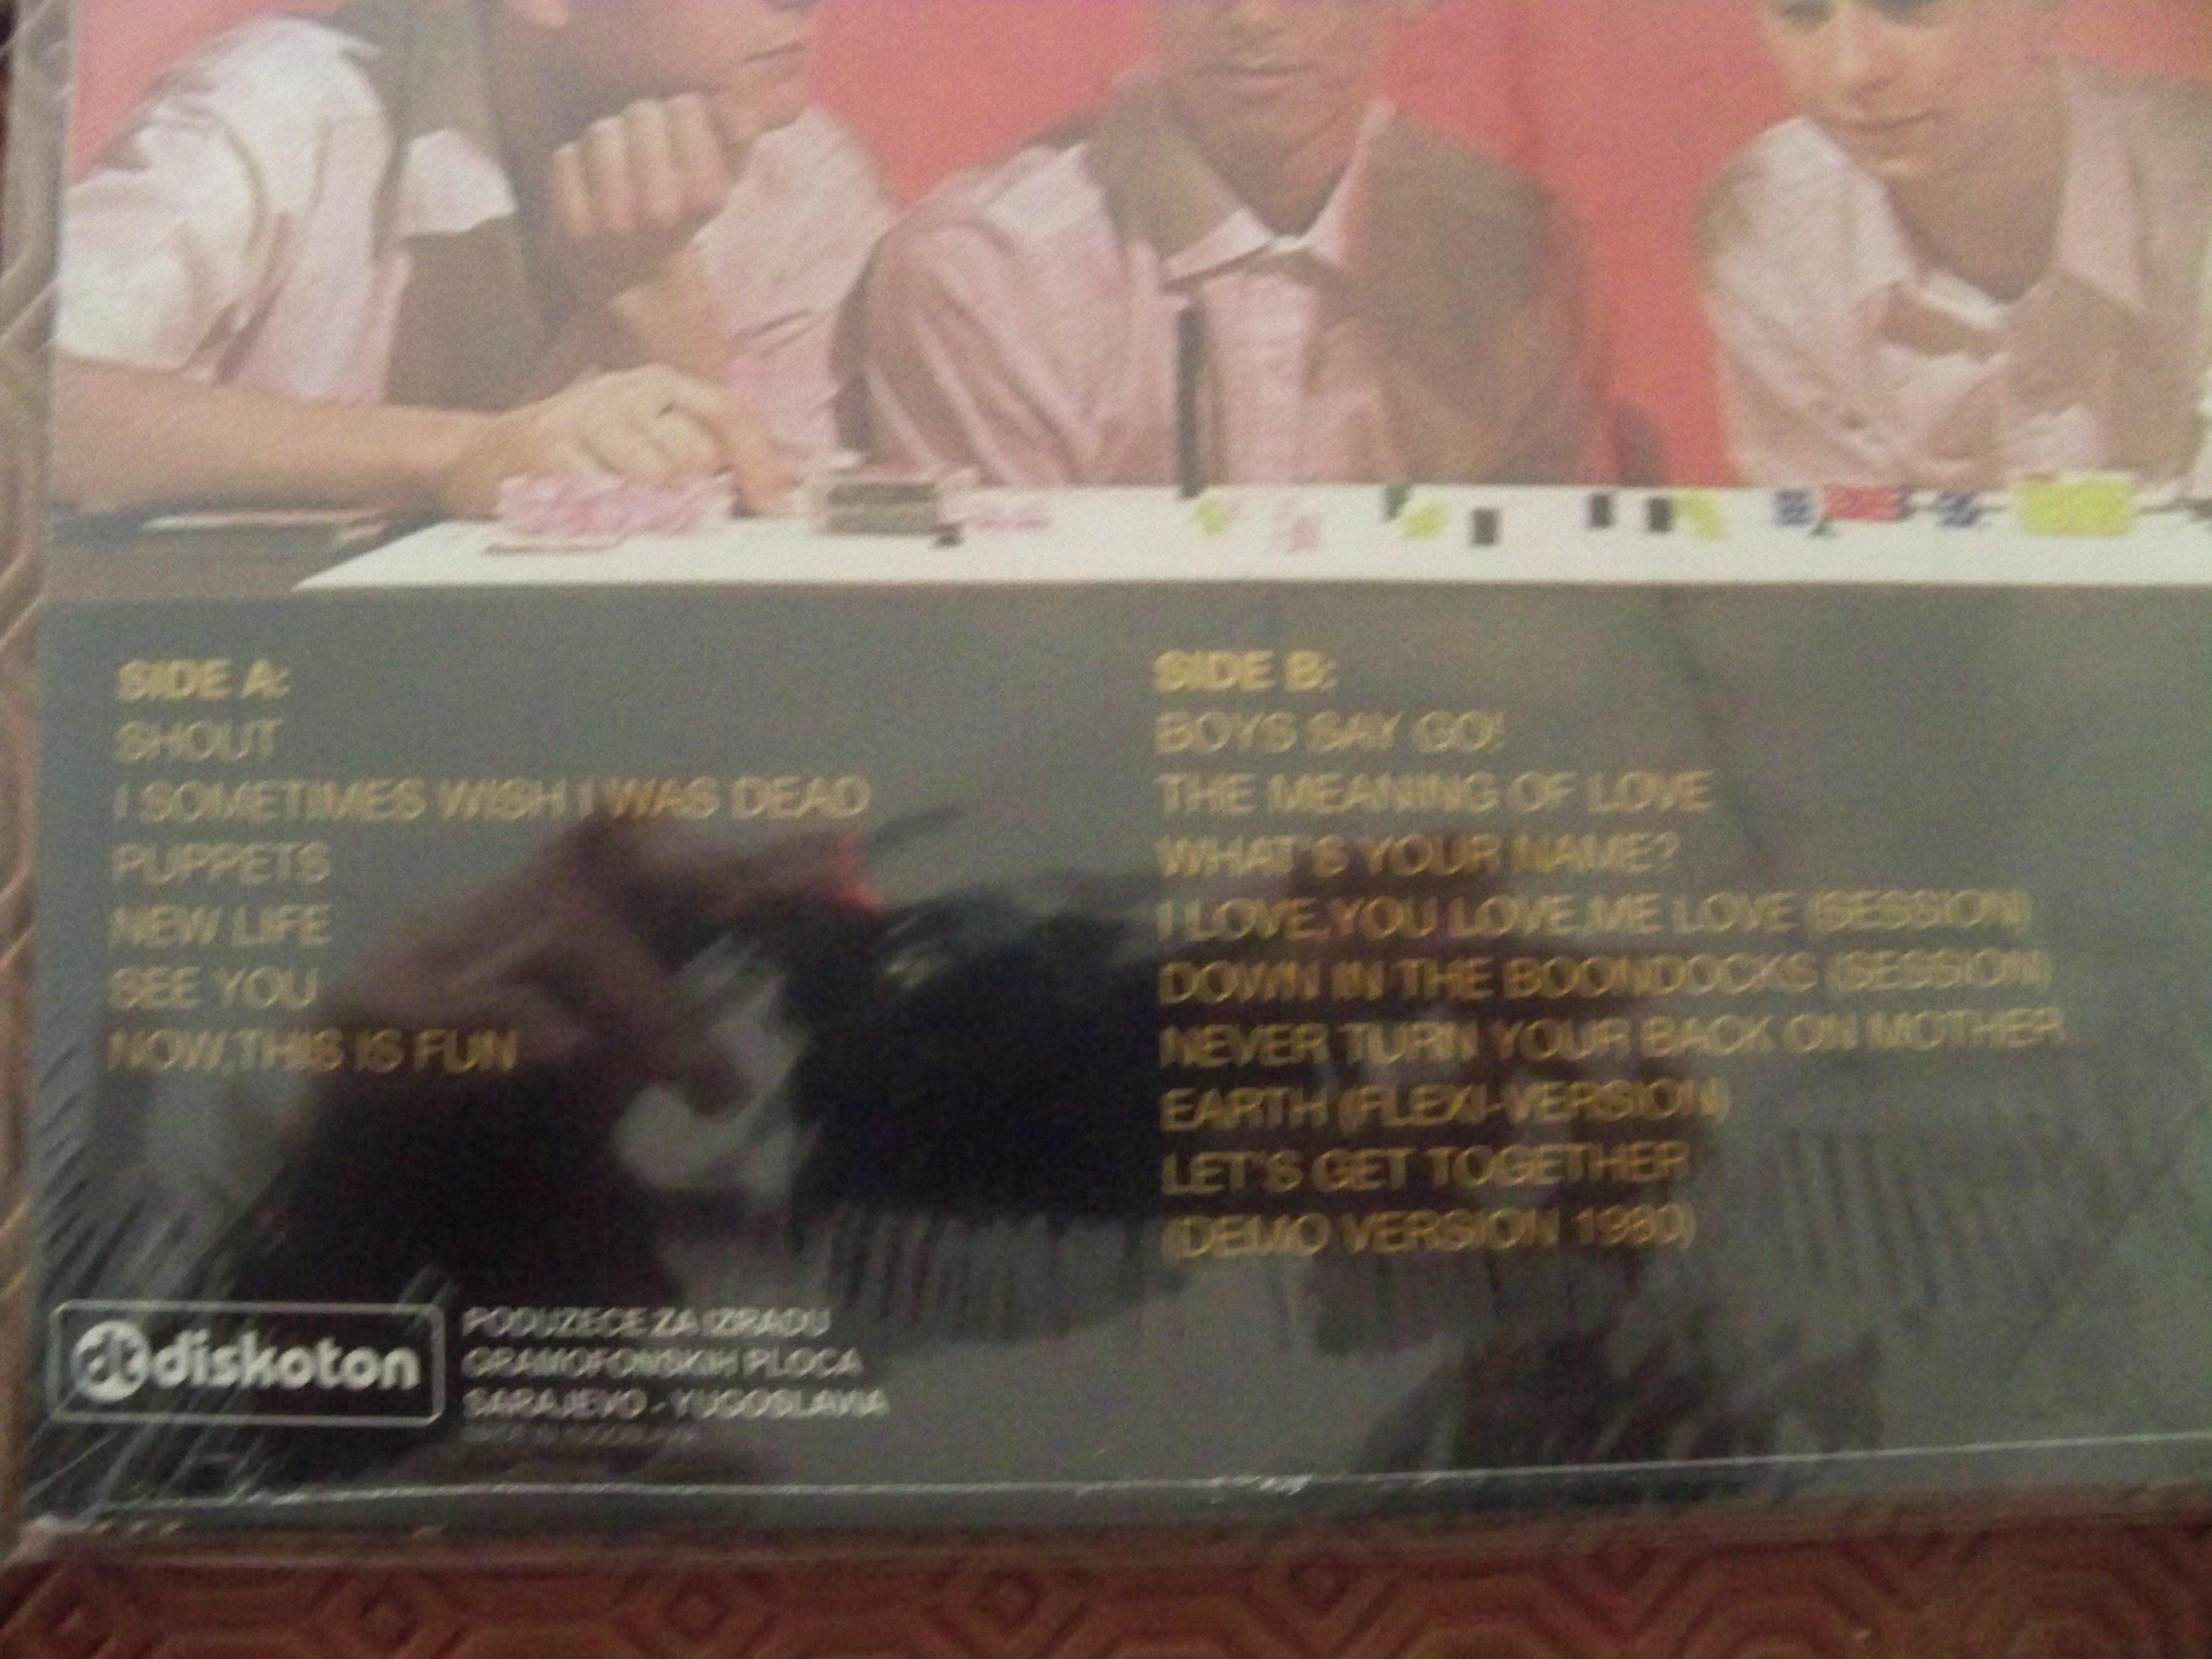 SIDE A:
SHOUT
I SOMETIMES WISH I WAS DEAD
PUPPETS
NEW LIFE
SEE YOU
NOW,THIS IS FUN
SIDE B:
BOYS SAY GO!
THE MEANING OF LOVE
WHAT'S YOUR NAME?
I LOVE,YOU LOVE,ME LOVE (SESSION)
DOWN IN THE BOONDOCKS (SESSION)
NEVER TURN YOUR BACK ON MOTHER
EARTH (FLEXI-VERSION)
LET'S GET TOGETHER
(DEMO VERSION 1980)
diskoton
PODUZECE ZA IZRADU
GRAMOFONSKIH PLOCA
SARAJEVO - YUGOSLAVIA